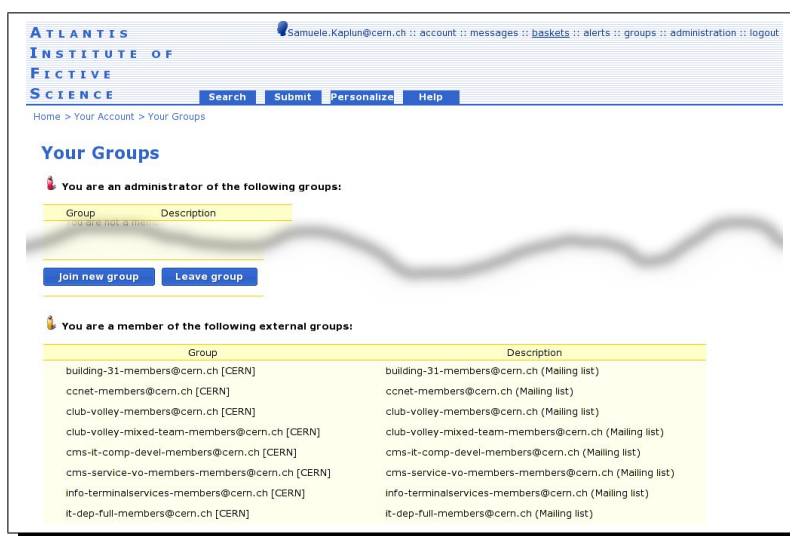 ATLANTIS
INSTITUTE OF
FICTIVE
SCIENCE
Samuele.Kaplun@cern.ch :: account :: messages :: baskets :: alerts :: groups :: administration :: logout
Search Submit Personalize Help
Home > Your Account > Your Groups
Your Groups
You are an administrator of the following groups:
Group Description
You are not a
Join new group Leave group
You are a member of the following external groups:
Group Description
building-31-members@cern.ch [CERN] building-31-members@cern.ch (Mailing list)
ccnet-members@cern.ch [CERN] ccnet-members@cern.ch (Mailing list)
club-volley-members@cern.ch [CERN] club-volley-members@cern.ch (Mailing list)
club-volley-mixed-team-members@cern.ch [CERN] club-volley-mixed-team-members@cern.ch (Mailing list)
cms-it-comp-devel-members@cern.ch [CERN] cms-it-comp-devel-members@cern.ch (Mailing list)
cms-service-vo-members-members@cern.ch [CERN] cms-service-vo-members-members@cern.ch (Mailing list)
info-terminalservices-members@cern.ch [CERN] info-terminalservices-members@cern.ch (Mailing list)
it-dep-full-members@cern.ch [CERN] it-dep-full-members@cern.ch (Mailing list)